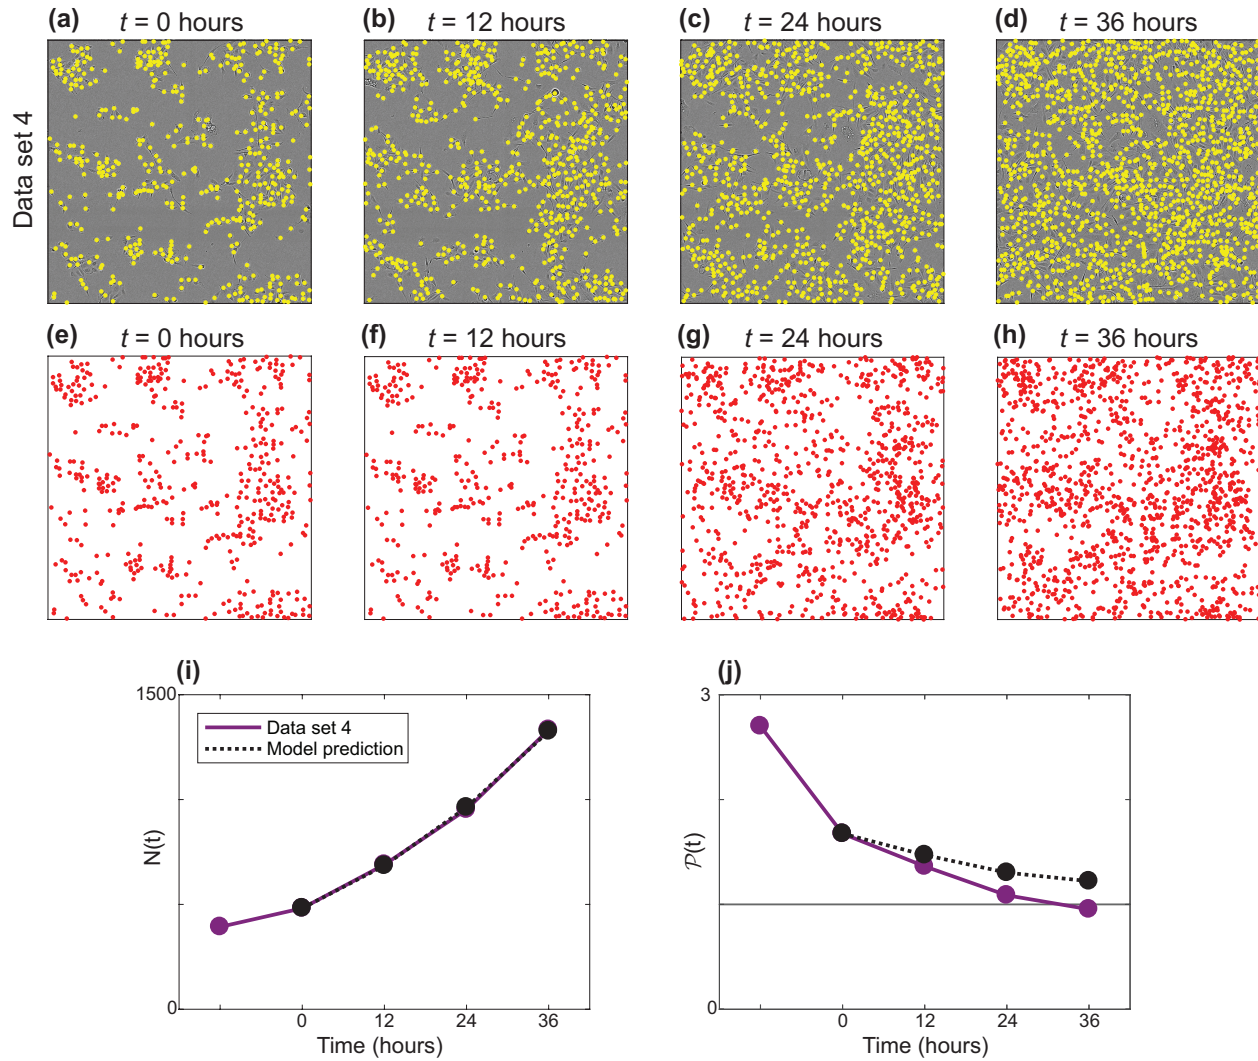 (a) t = 0 hours
(b) t = 12 hours
(c) t = 24 hours
(d) t = 36 hours
Data set 4
(e) t = 0 hours
(f) t = 12 hours
(g) t = 24 hours
(h) t = 36 hours
(i)
1500
Data set 4
Model prediction
N(t)
0
0 12 24 36
Time (hours)
(j)
3
𝒫(t)
0
0 12 24 36
Time (hours)